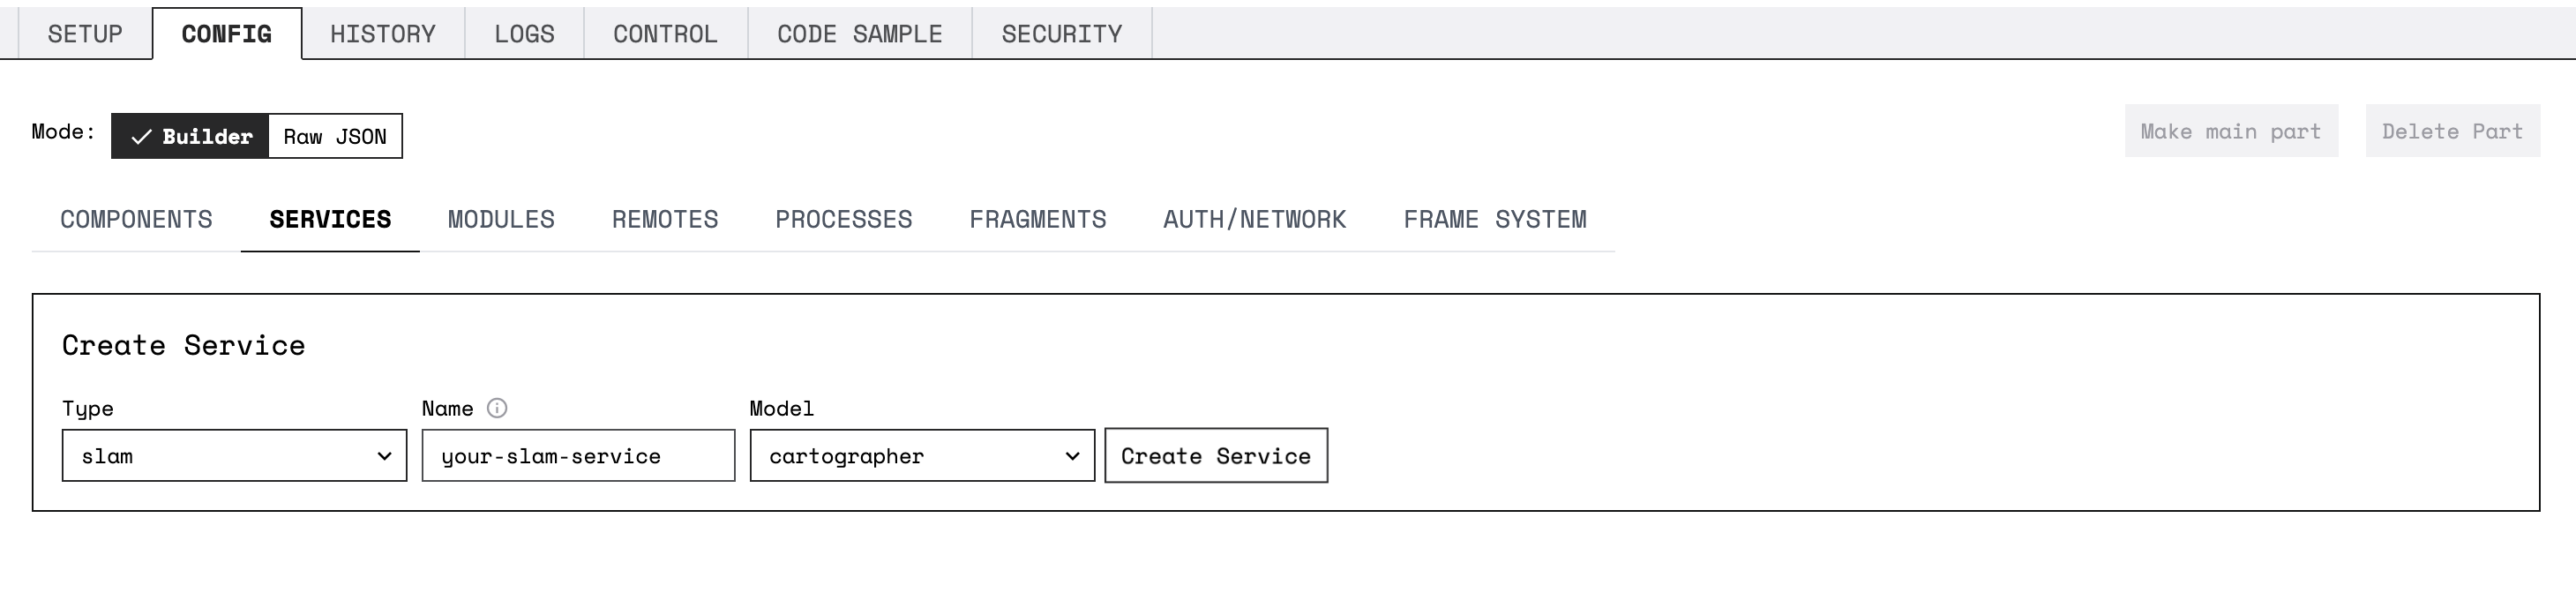 SETUP CONFIG HISTORY LOGS CONTROL CODE SAMPLE SECURITY
Mode: Builder Raw JSON Make main part Delete Part
COMPONENTS SERVICES MODULES REMOTES PROCESSES FRAGMENTS AUTH/NETWORK FRAME SYSTEM
Create Service
Type Name Model
slam your-slam-service cartographer Create Service